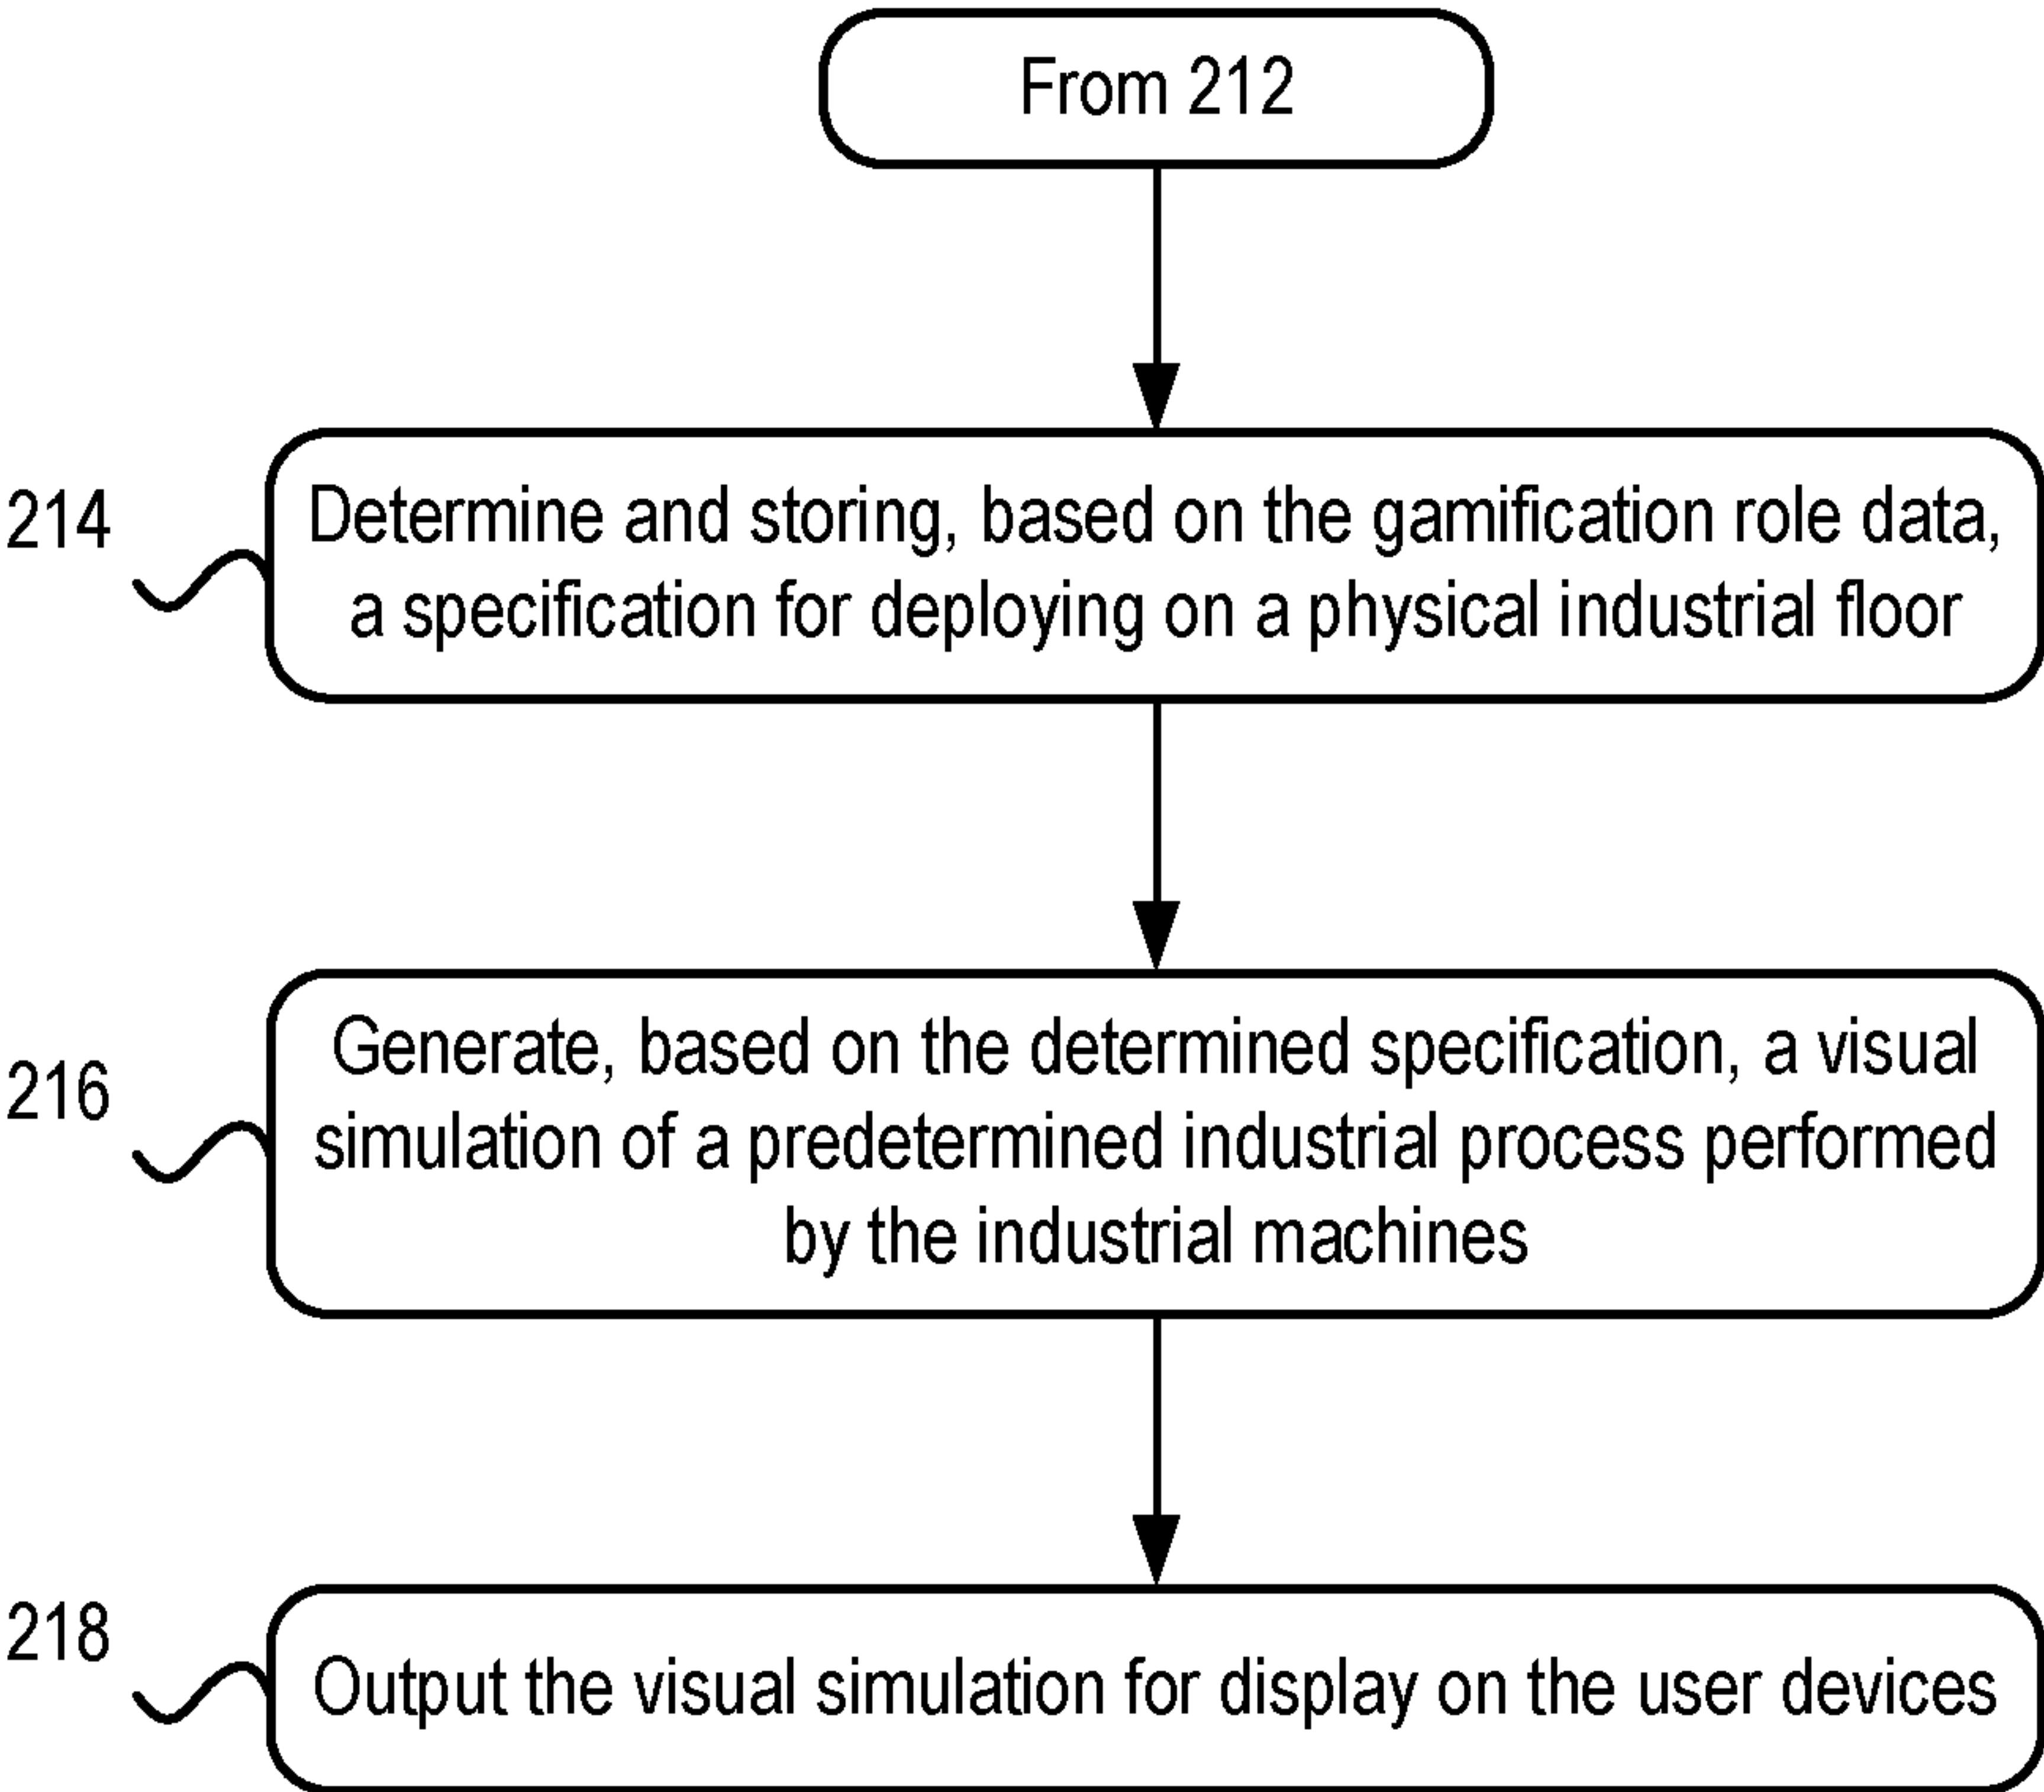 From 212
214
Determine and storing, based on the gamification role data,
a specification for deploying on a physical industrial floor
216
Generate, based on the determined specification, a visual
simulation of a predetermined industrial process performed
by the industrial machines
218
Output the visual simulation for display on the user devices